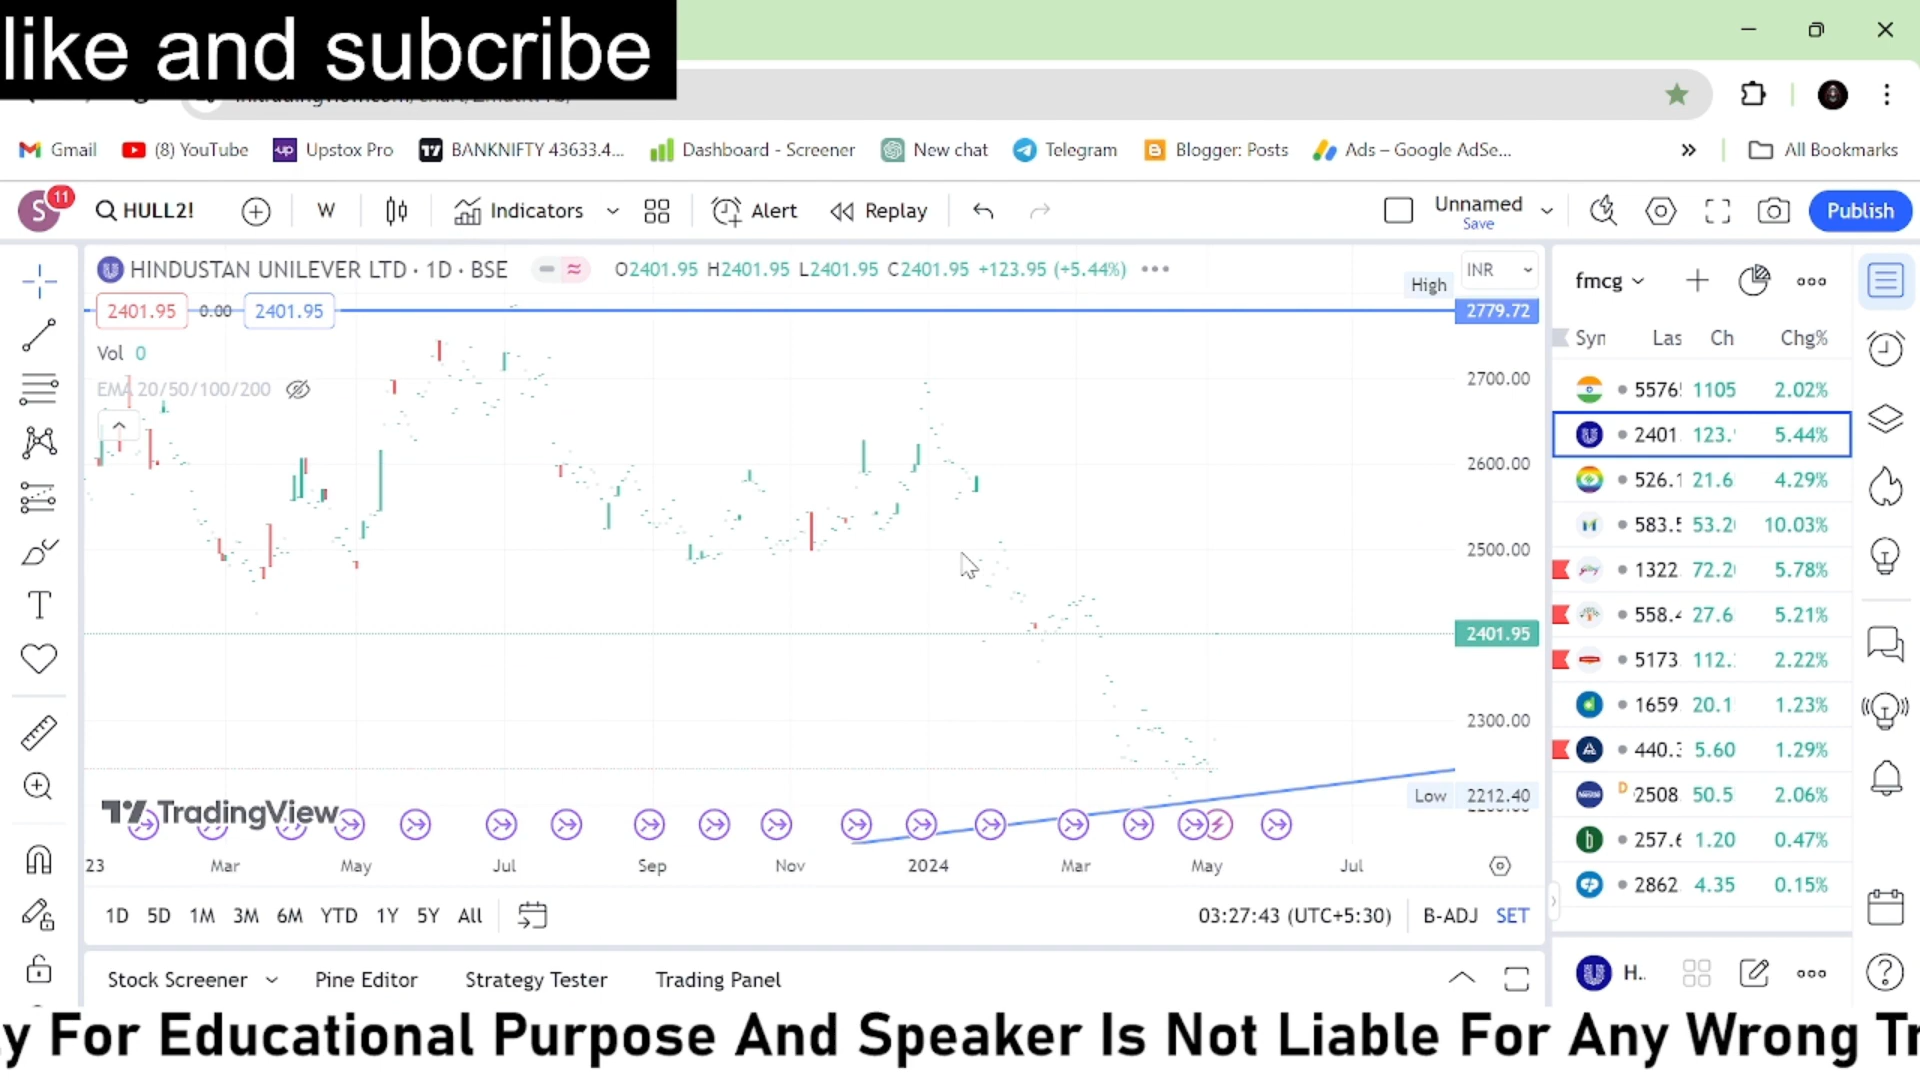 like and subcribe
Gmail
(8) YouTube
Upstox Pro
BANKNIFTY 43633.4...
Dashboard - Screener
New chat
Telegram
Blogger: Posts
Ads – Google AdSe...
All Bookmarks
S 11
HULL2!
W
Indicators
Alert
Replay
Unnamed
Save
Publish
HINDUSTAN UNILEVER LTD · 1D · BSE
O2401.95 H2401.95 L2401.95 C2401.95 +123.95 (+5.44%)
INR
High 2779.72
2401.95 0.00 2401.95
Vol 0
EMA 20/50/100/200
2700.00
2600.00
2500.00
2401.95
2300.00
Low 2212.40
TradingView
23 Mar May Jul Sep Nov 2024 Mar May Jul
1D 5D 1M 3M 6M YTD 1Y 5Y All
03:27:43 (UTC+5:30)
B-ADJ SET
Stock Screener
Pine Editor
Strategy Tester
Trading Panel
fmcg
Syn Las Ch Chg%
5576 1105 2.02%
2401. 123. 5.44%
526.1 21.6 4.29%
583.5 53.2 10.03%
1322. 72.2 5.78%
558.4 27.6 5.21%
5173. 112. 2.22%
1659. 20.1 1.23%
440.3 5.60 1.29%
D 2508 50.5 2.06%
257.6 1.20 0.47%
2862. 4.35 0.15%
H..
y For Educational Purpose And Speaker Is Not Liable For Any Wrong Tr